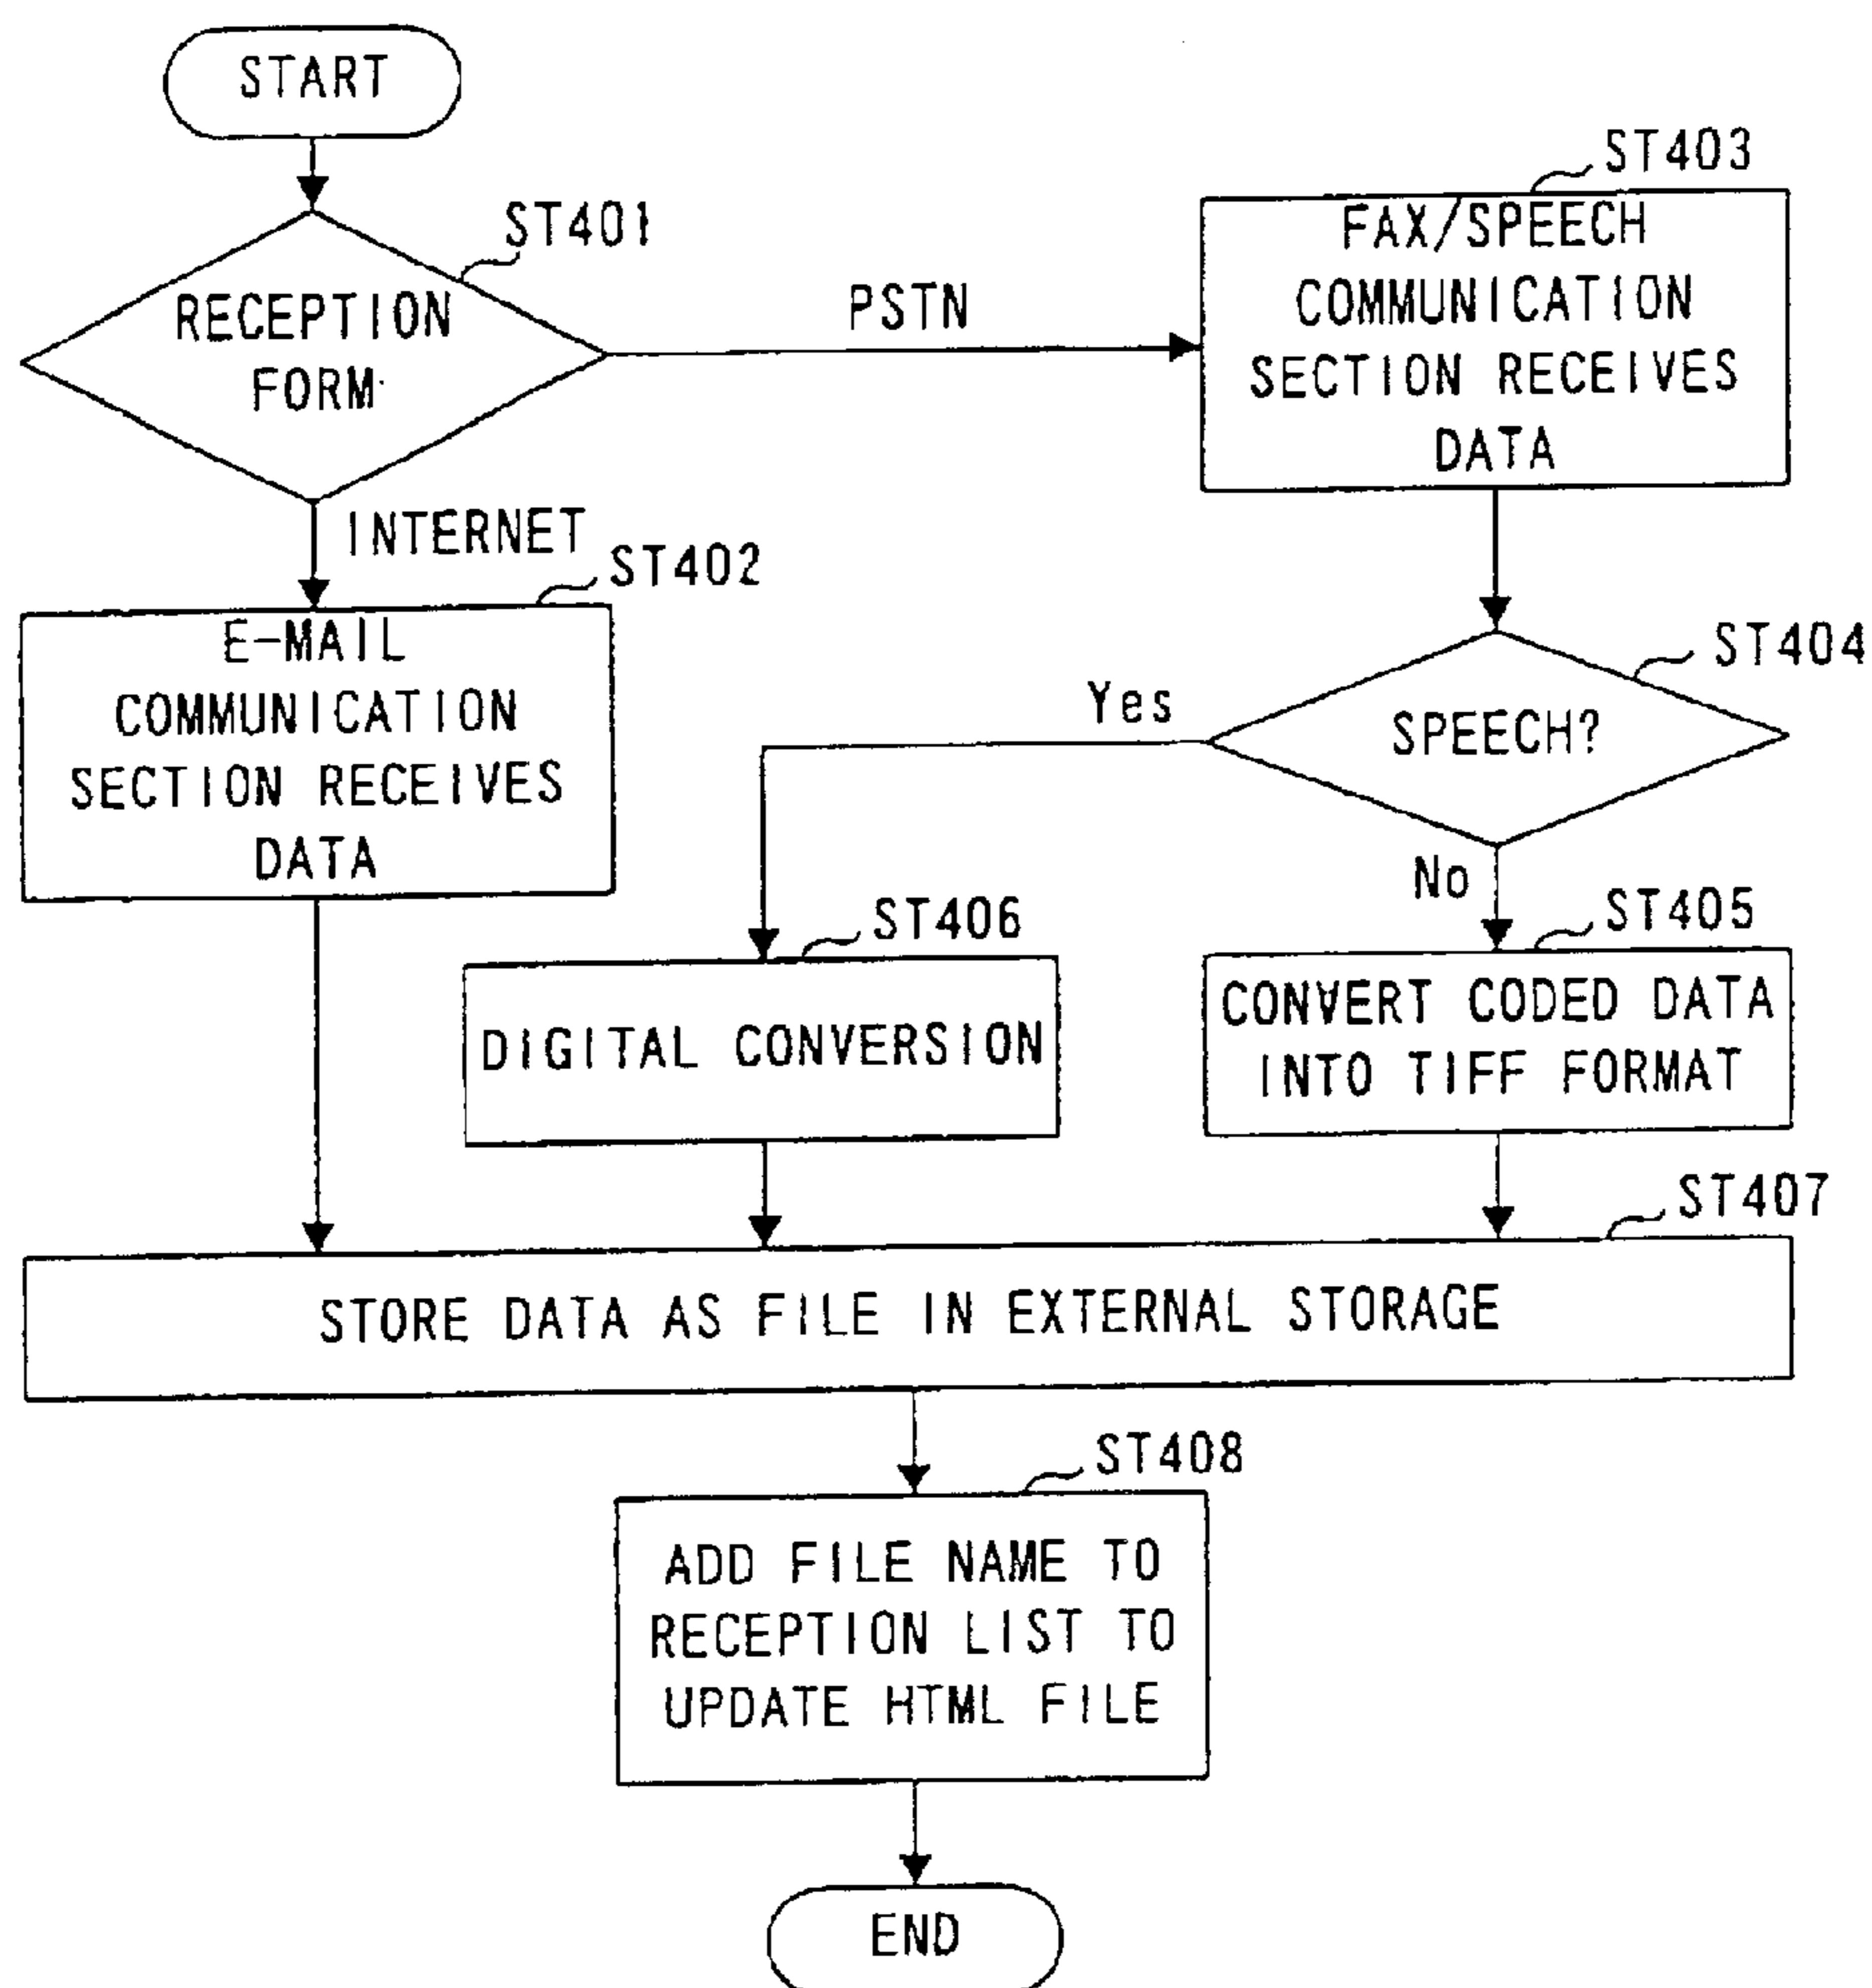 START
ST401
RECEPTION
FORM
PSTN
ST403
FAX/SPEECH
COMMUNICATION
SECTION RECEIVES
DATA
INTERNET
ST402
E-MAIL
COMMUNICATION
SECTION RECEIVES
DATA
ST404
SPEECH?
Yes
No
ST406
DIGITAL CONVERSION
ST405
CONVERT CODED DATA
INTO TIFF FORMAT
ST407
STORE DATA AS FILE IN EXTERNAL STORAGE
ST408
ADD FILE NAME TO
RECEPTION LIST TO
UPDATE HTML FILE
END